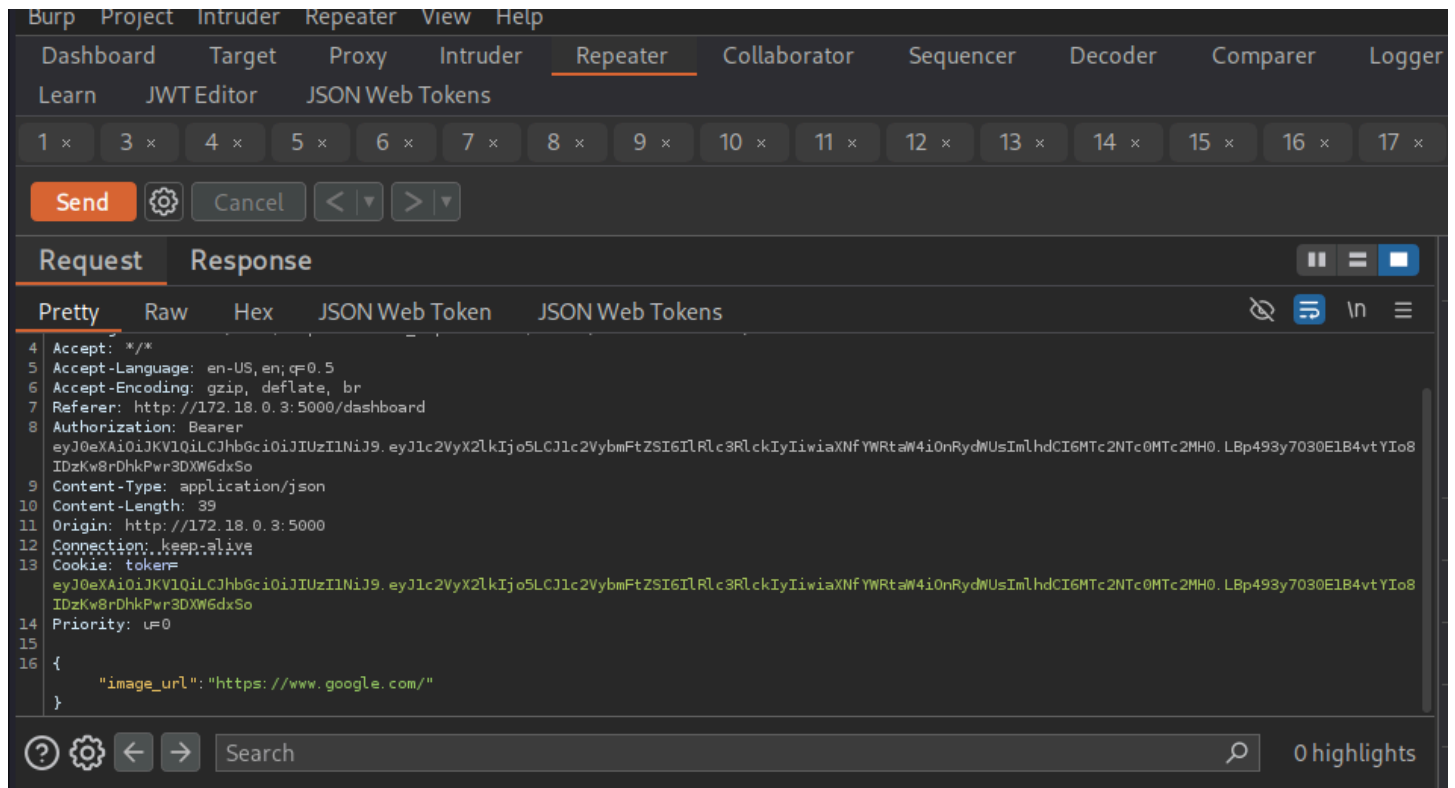 Burp Project Intruder Repeater View Help
Dashboard Target Proxy Intruder Repeater Collaborator Sequencer Decoder Comparer Logger
Learn JWT Editor JSON Web Tokens
1 × 3 × 4 × 5 × 6 × 7 × 8 × 9 × 10 × 11 × 12 × 13 × 14 × 15 × 16 × 17 ×
Send Cancel < > 
Request Response
Pretty Raw Hex JSON Web Token JSON Web Tokens \n
4 Accept: */*
5 Accept-Language: en-US,en;q=0.5
6 Accept-Encoding: gzip, deflate, br
7 Referer: http://172.18.0.3:5000/dashboard
8 Authorization: Bearer
eyJ0eXAiOiJKV1QiLCJhbGciOiJIUzI1NiJ9.eyJ1c2VyX2lkIjo5LCJ1c2VybmFtZSI6IlRlc3RlckIyIiwiaXNfYWRtaW4iOnRydWUsImlhdCI6MTc2NTc0MTc2MH0.LBp493y7O30E1B4vtYIo8
IDzKw8rDhkPwr3DXW6dxSo
9 Content-Type: application/json
10 Content-Length: 39
11 Origin: http://172.18.0.3:5000
12 Connection: keep-alive
13 Cookie: token=
eyJ0eXAiOiJKV1QiLCJhbGciOiJIUzI1NiJ9.eyJ1c2VyX2lkIjo5LCJ1c2VybmFtZSI6IlRlc3RlckIyIiwiaXNfYWRtaW4iOnRydWUsImlhdCI6MTc2NTc0MTc2MH0.LBp493y7O30E1B4vtYIo8
IDzKw8rDhkPwr3DXW6dxSo
14 Priority: u=0
15
16 {
"image_url":"https://www.google.com/"
}
? Search 0 highlights